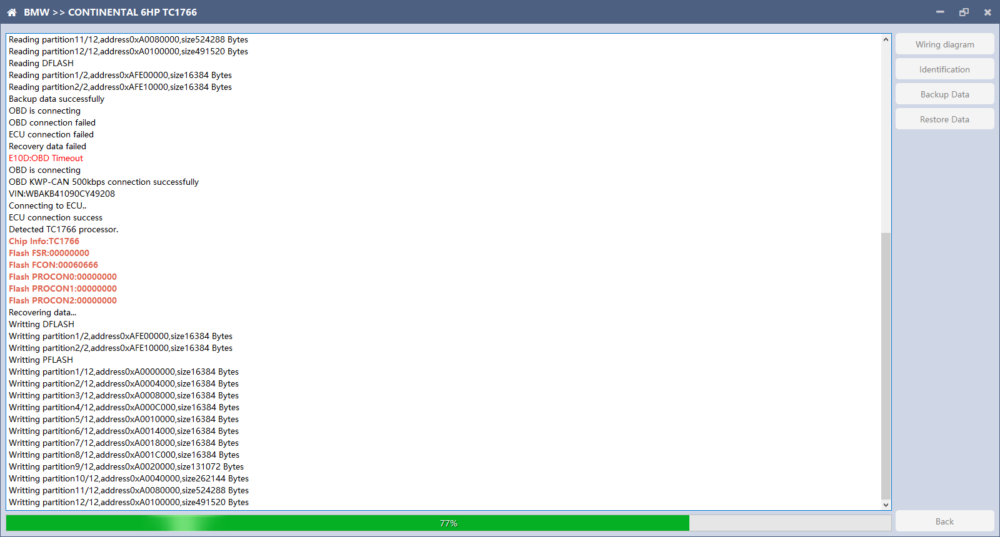 BMW >> CONTINENTAL 6HP TC1766
Reading partition11/12,address0xA0080000,size524288 Bytes
Reading partition12/12,address0xA0100000,size491520 Bytes
Reading DFLASH
Reading partition1/2,address0xAFE00000,size16384 Bytes
Reading partition2/2,address0xAFE10000,size16384 Bytes
Backup data successfully
OBD is connecting
OBD connection failed
ECU connection failed
Recovery data failed
E10D:OBD Timeout
OBD is connecting
OBD KWP-CAN 500kbps connection successfully
VIN:WBAKB41090CY49208
Connecting to ECU..
ECU connection success
Detected TC1766 processor.
Chip Info:TC1766
Flash FSR:00000000
Flash FCON:00060666
Flash PROCON0:00000000
Flash PROCON1:00000000
Flash PROCON2:00000000
Recovering data...
Writting DFLASH
Writting partition1/2,address0xAFE00000,size16384 Bytes
Writting partition2/2,address0xAFE10000,size16384 Bytes
Writting PFLASH
Writting partition1/12,address0xA0000000,size16384 Bytes
Writting partition2/12,address0xA0004000,size16384 Bytes
Writting partition3/12,address0xA0008000,size16384 Bytes
Writting partition4/12,address0xA000C000,size16384 Bytes
Writting partition5/12,address0xA0010000,size16384 Bytes
Writting partition6/12,address0xA0014000,size16384 Bytes
Writting partition7/12,address0xA0018000,size16384 Bytes
Writting partition8/12,address0xA001C000,size16384 Bytes
Writting partition9/12,address0xA0020000,size131072 Bytes
Writting partition10/12,address0xA0040000,size262144 Bytes
Writting partition11/12,address0xA0080000,size524288 Bytes
Writting partition12/12,address0xA0100000,size491520 Bytes
77%
Wiring diagram
Identification
Backup Data
Restore Data
Back